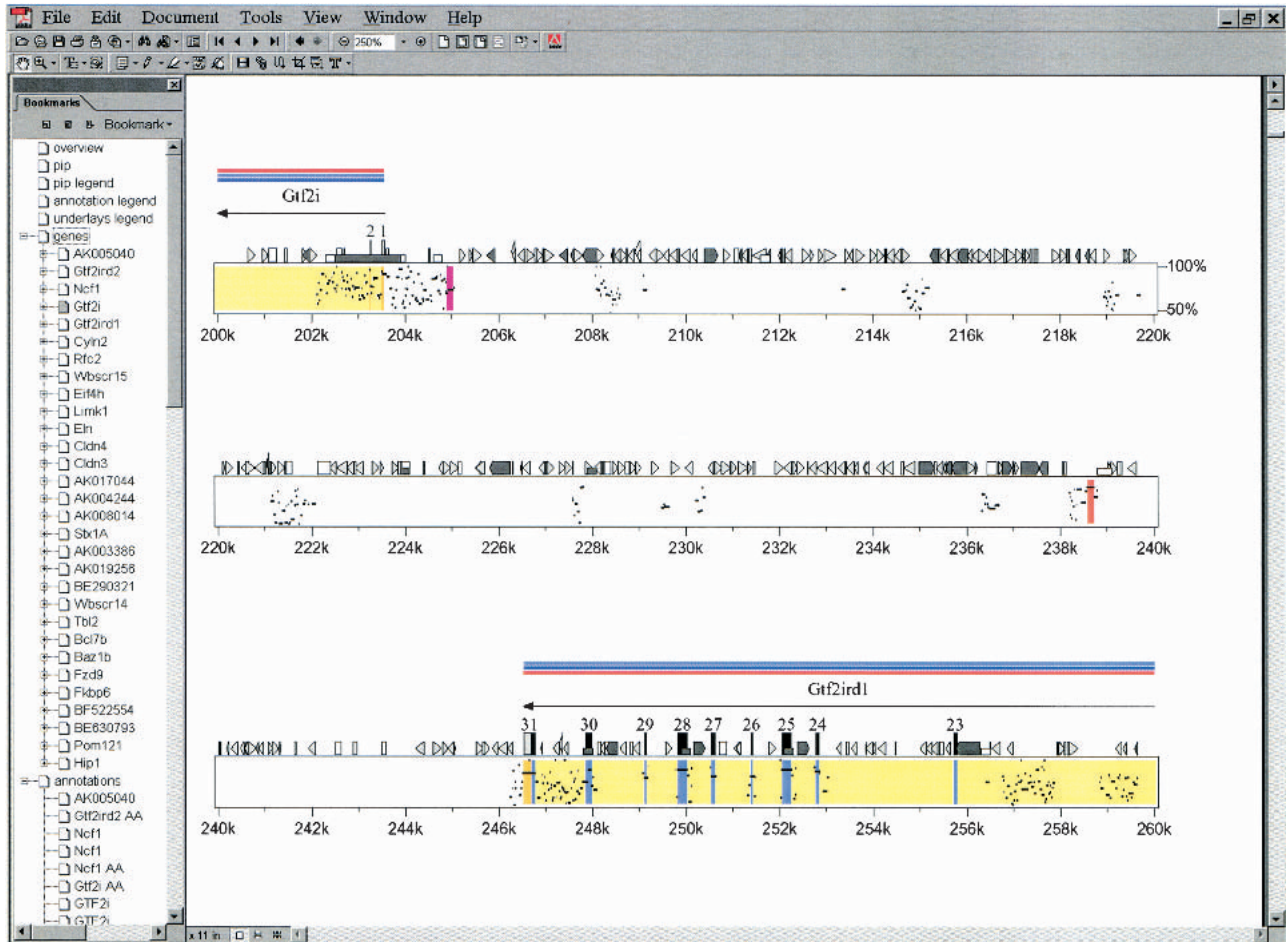 File Edit Document Tools View Window Help
250%
Bookmarks
Bookmark
overview
pip
pip legend
annotation legend
underlays legend
genes
AK005040
Gtf2ird2
Ncf1
Gtf2i
Gtf2ird1
Cyln2
Rfc2
Wbscr15
Eif4h
Limk1
Eln
Cldn4
Cldn3
AK017044
AK004244
AK008014
Stx1A
AK003386
AK019256
BE290321
Wbscr14
Tbl2
Bcl7b
Baz1b
Fzd9
Fkbp6
BF522554
BE630793
Pom121
Hip1
annotations
AK005040
Gtf2ird2 AA
Ncf1
Ncf1
Ncf1 AA
Gtf2i AA
GTF2i
GTF2i
Gtf2i
2 1
100%
50%
200k 202k 204k 206k 208k 210k 212k 214k 216k 218k 220k
220k 222k 224k 226k 228k 230k 232k 234k 236k 238k 240k
Gtf2ird1
31 30 29 28 27 26 25 24 23
240k 242k 244k 246k 248k 250k 252k 254k 256k 258k 260k
x 11 in